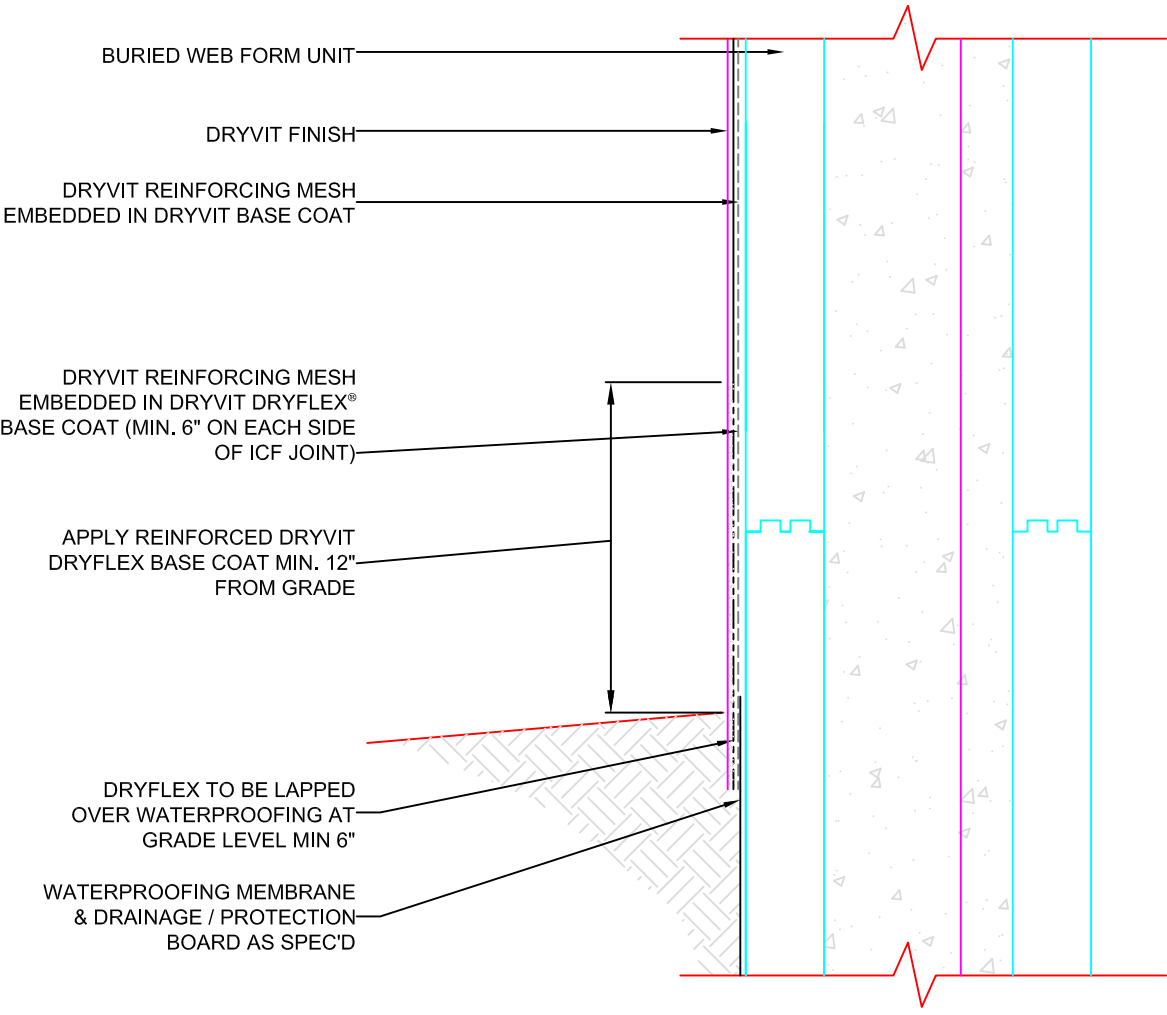 BURIED WEB FORM UNIT
DRYVIT FINISH
DRYVIT REINFORCING MESH
EMBEDDED IN DRYVIT BASE COAT
DRYVIT REINFORCING MESH
EMBEDDED IN DRYVIT DRYFLEX®
BASE COAT (MIN. 6" ON EACH SIDE
OF ICF JOINT)
APPLY REINFORCED DRYVIT
DRYFLEX BASE COAT MIN. 12"
FROM GRADE
DRYFLEX TO BE LAPPED
OVER WATERPROOFING AT
GRADE LEVEL MIN 6"
WATERPROOFING MEMBRANE
& DRAINAGE / PROTECTION
BOARD AS SPEC'D